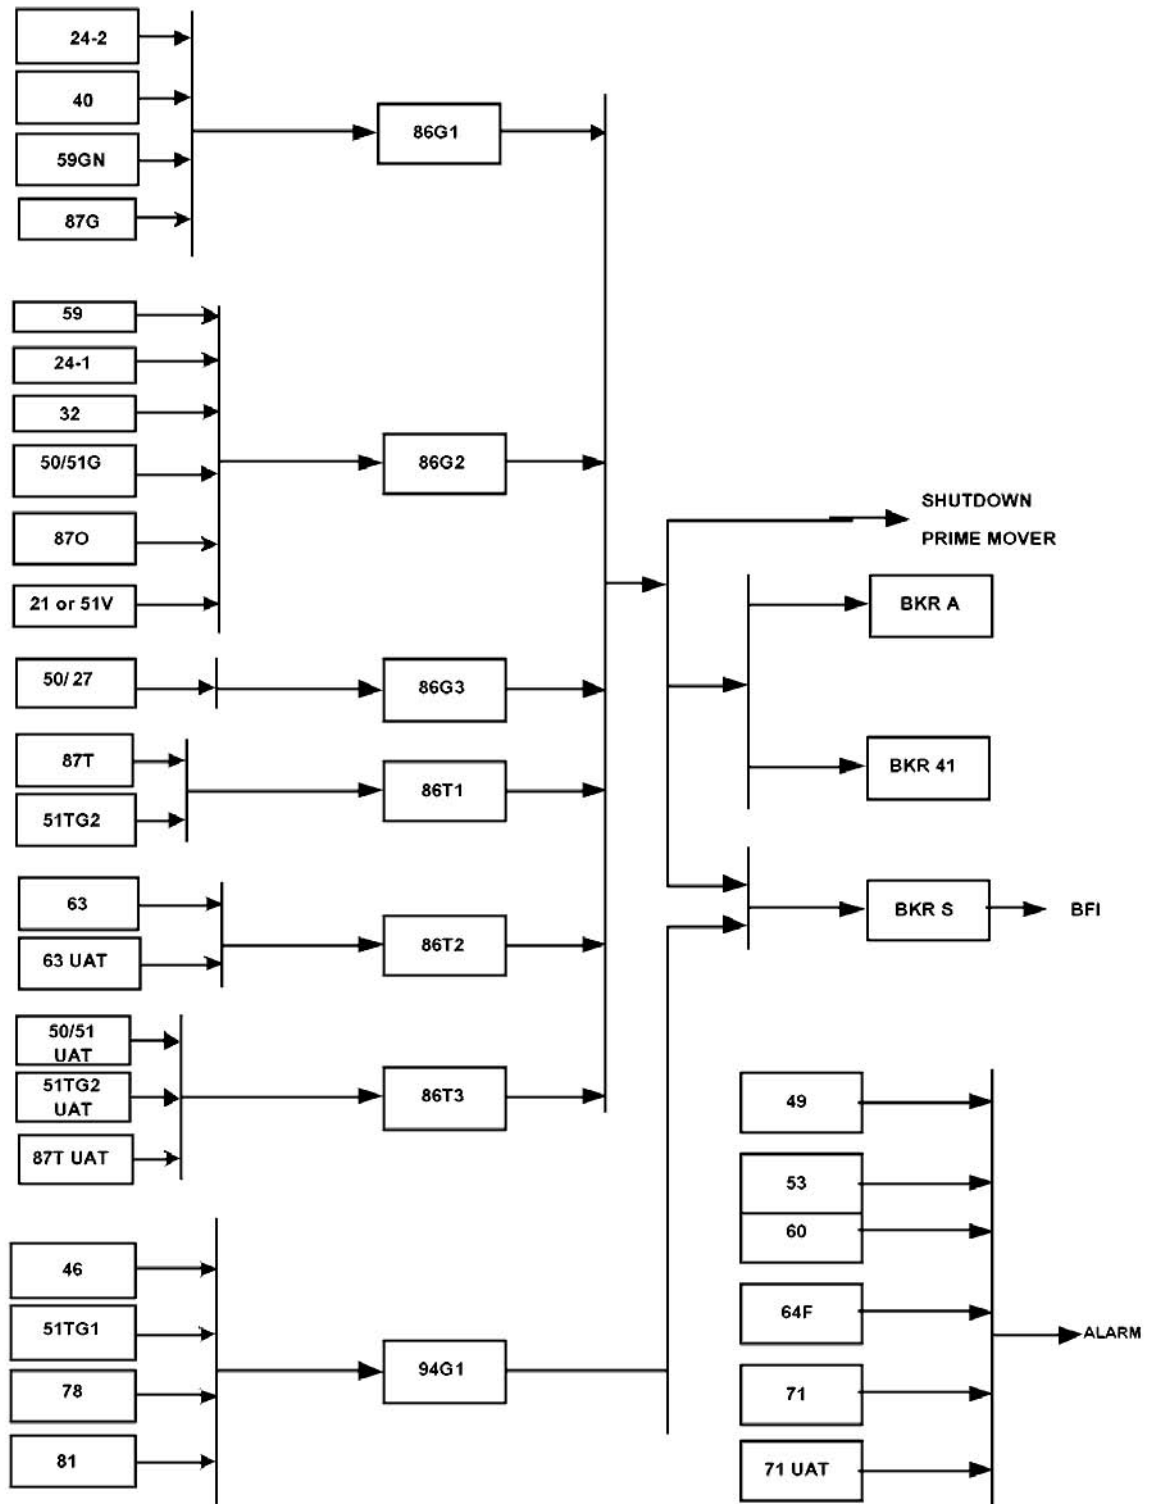 24-2
40
59GN
87G
86G1
59
24-1
32
50/51G
87O
21 or 51V
86G2
50/ 27
86G3
87T
51TG2
86T1
63
63 UAT
86T2
50/51
UAT
51TG2
UAT
87T UAT
86T3
46
51TG1
78
81
94G1
SHUTDOWN
PRIME MOVER
BKR A
BKR 41
BKR S
BFI
49
53
60
64F
71
71 UAT
ALARM